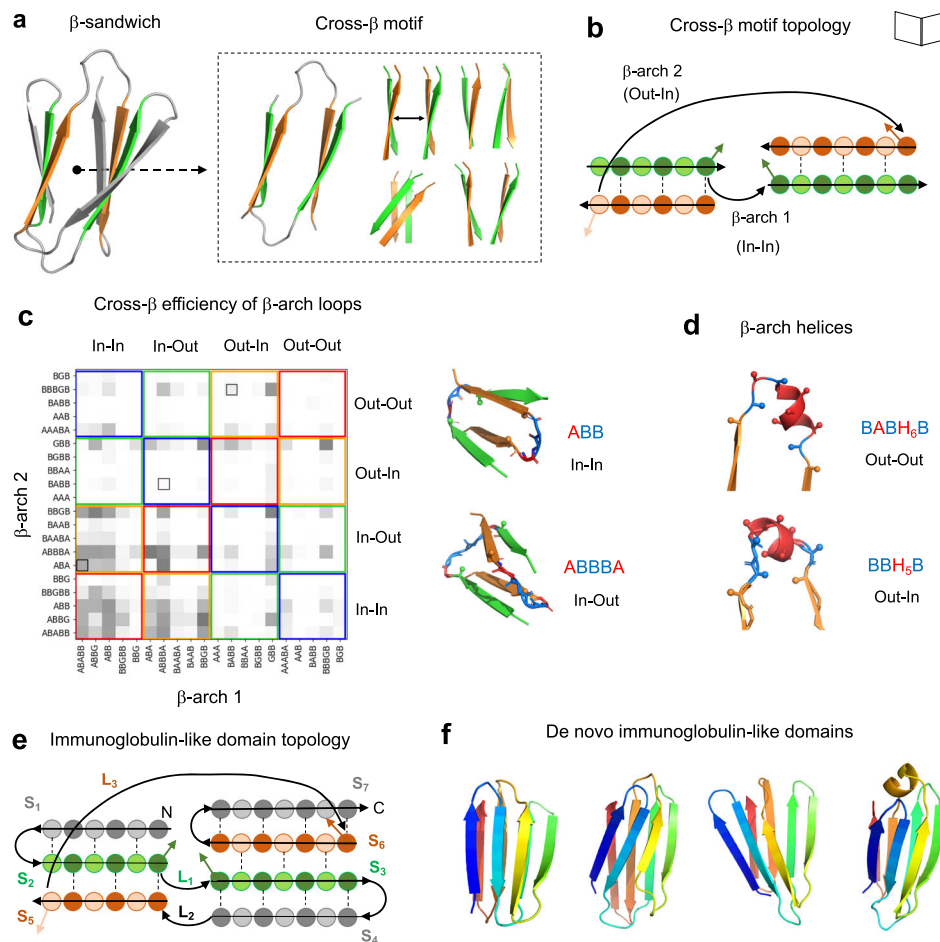 a
β-sandwich
Cross-β motif
b
Cross-β motif topology
β-arch 2
(Out-In)
β-arch 1
(In-In)
c
Cross-β efficiency of β-arch loops
In-In
In-Out
Out-In
Out-Out
BGB
BBBGB
BABB
AAB
AAABA
GBB
BGBB
BBAA
BABB
AAA
BBGB
BAAB
BAABA
ABBBA
ABA
BBG
BBGBB
ABB
ABBG
ABABB
Out-Out
Out-In
In-Out
In-In
β-arch 2
ABABB
ABBG
ABB
BBGBB
BBG
ABA
ABBBA
BAABA
BAAB
BBGB
AAA
BABB
BBAA
BGBB
GBB
AAABA
AAB
BABB
BBBGB
BGB
β-arch 1
ABB
In-In
ABBBA
In-Out
d
β-arch helices
BABH₆B
Out-Out
BBH₅B
Out-In
e
Immunoglobulin-like domain topology
L₃
S₁
N
S₇
C
S₆
S₂
L₁
S₃
S₅
L₂
S₄
f
De novo immunoglobulin-like domains